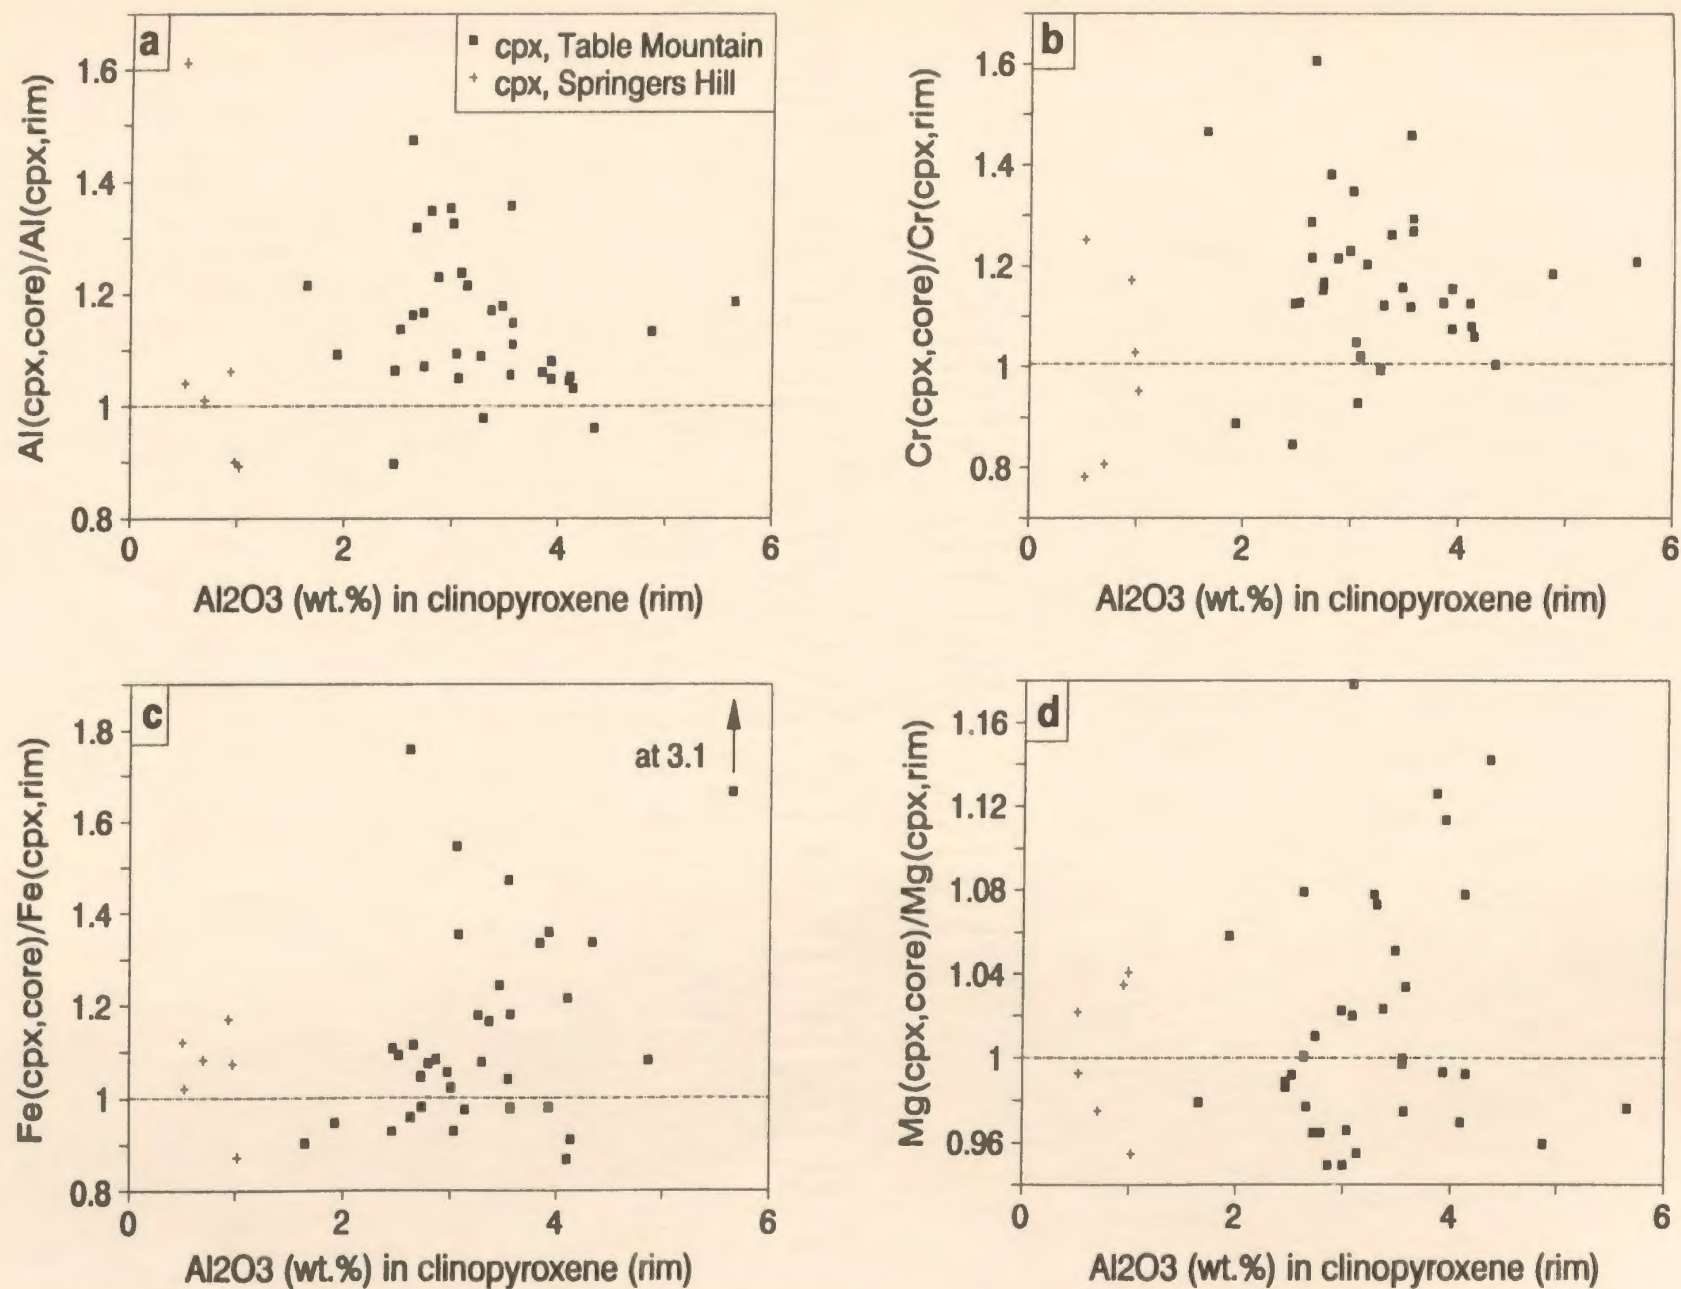 a
cpx, Table Mountain
cpx, Springers Hill
Al(cpx,core)/Al(cpx,rim)
1.6
1.4
1.2
1
0.8
0 2 4 6
Al2O3 (wt.%) in clinopyroxene (rim)
b
Cr(cpx,core)/Cr(cpx,rim)
1.6
1.4
1.2
1
0.8
0 2 4 6
Al2O3 (wt.%) in clinopyroxene (rim)
c
at 3.1
Fe(cpx,core)/Fe(cpx,rim)
1.8
1.6
1.4
1.2
1
0.8
0 2 4 6
Al2O3 (wt.%) in clinopyroxene (rim)
d
Mg(cpx,core)/Mg(cpx,rim)
1.16
1.12
1.08
1.04
1
0.96
0 2 4 6
Al2O3 (wt.%) in clinopyroxene (rim)